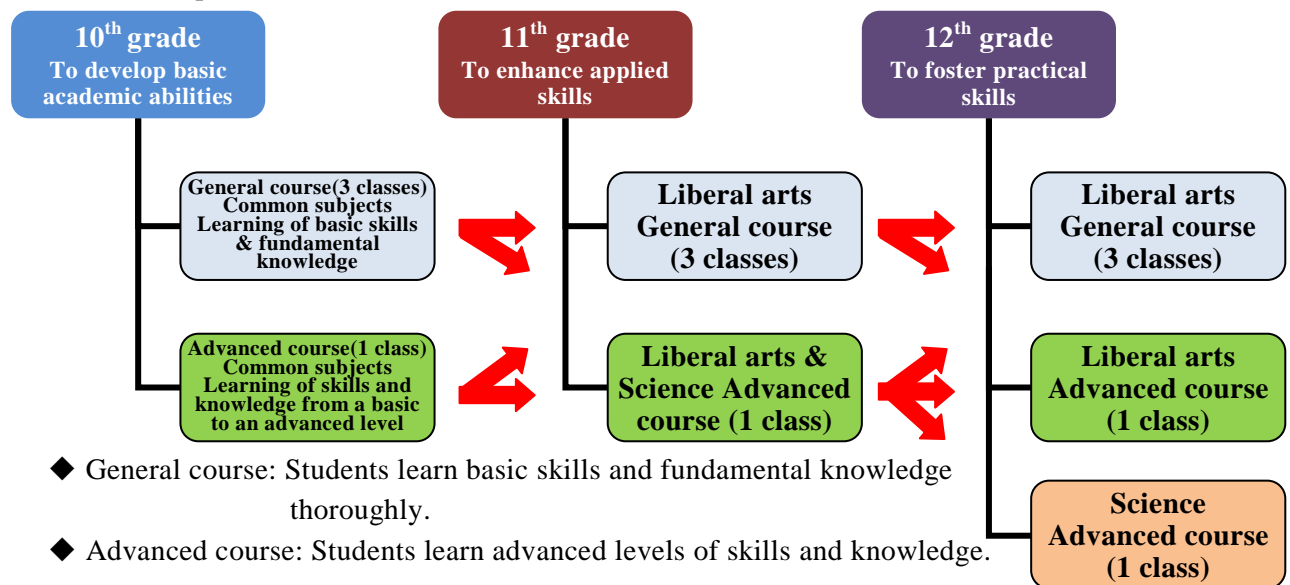 10th grade
To develop basic
academic abilities
11th grade
To enhance applied
skills
12th grade
To foster practical
skills
General course(3 classes)
Common subjects
Learning of basic skills
& fundamental
knowledge
Liberal arts
General course
(3 classes)
Liberal arts
General course
(3 classes)
Advanced course(1 class)
Common subjects
Learning of skills and
knowledge from a basic
to an advanced level
Liberal arts &
Science Advanced
course (1 class)
Liberal arts
Advanced course
(1 class)
◆ General course: Students learn basic skills and fundamental knowledge
thoroughly.
◆ Advanced course: Students learn advanced levels of skills and knowledge.
Science
Advanced course
(1 class)